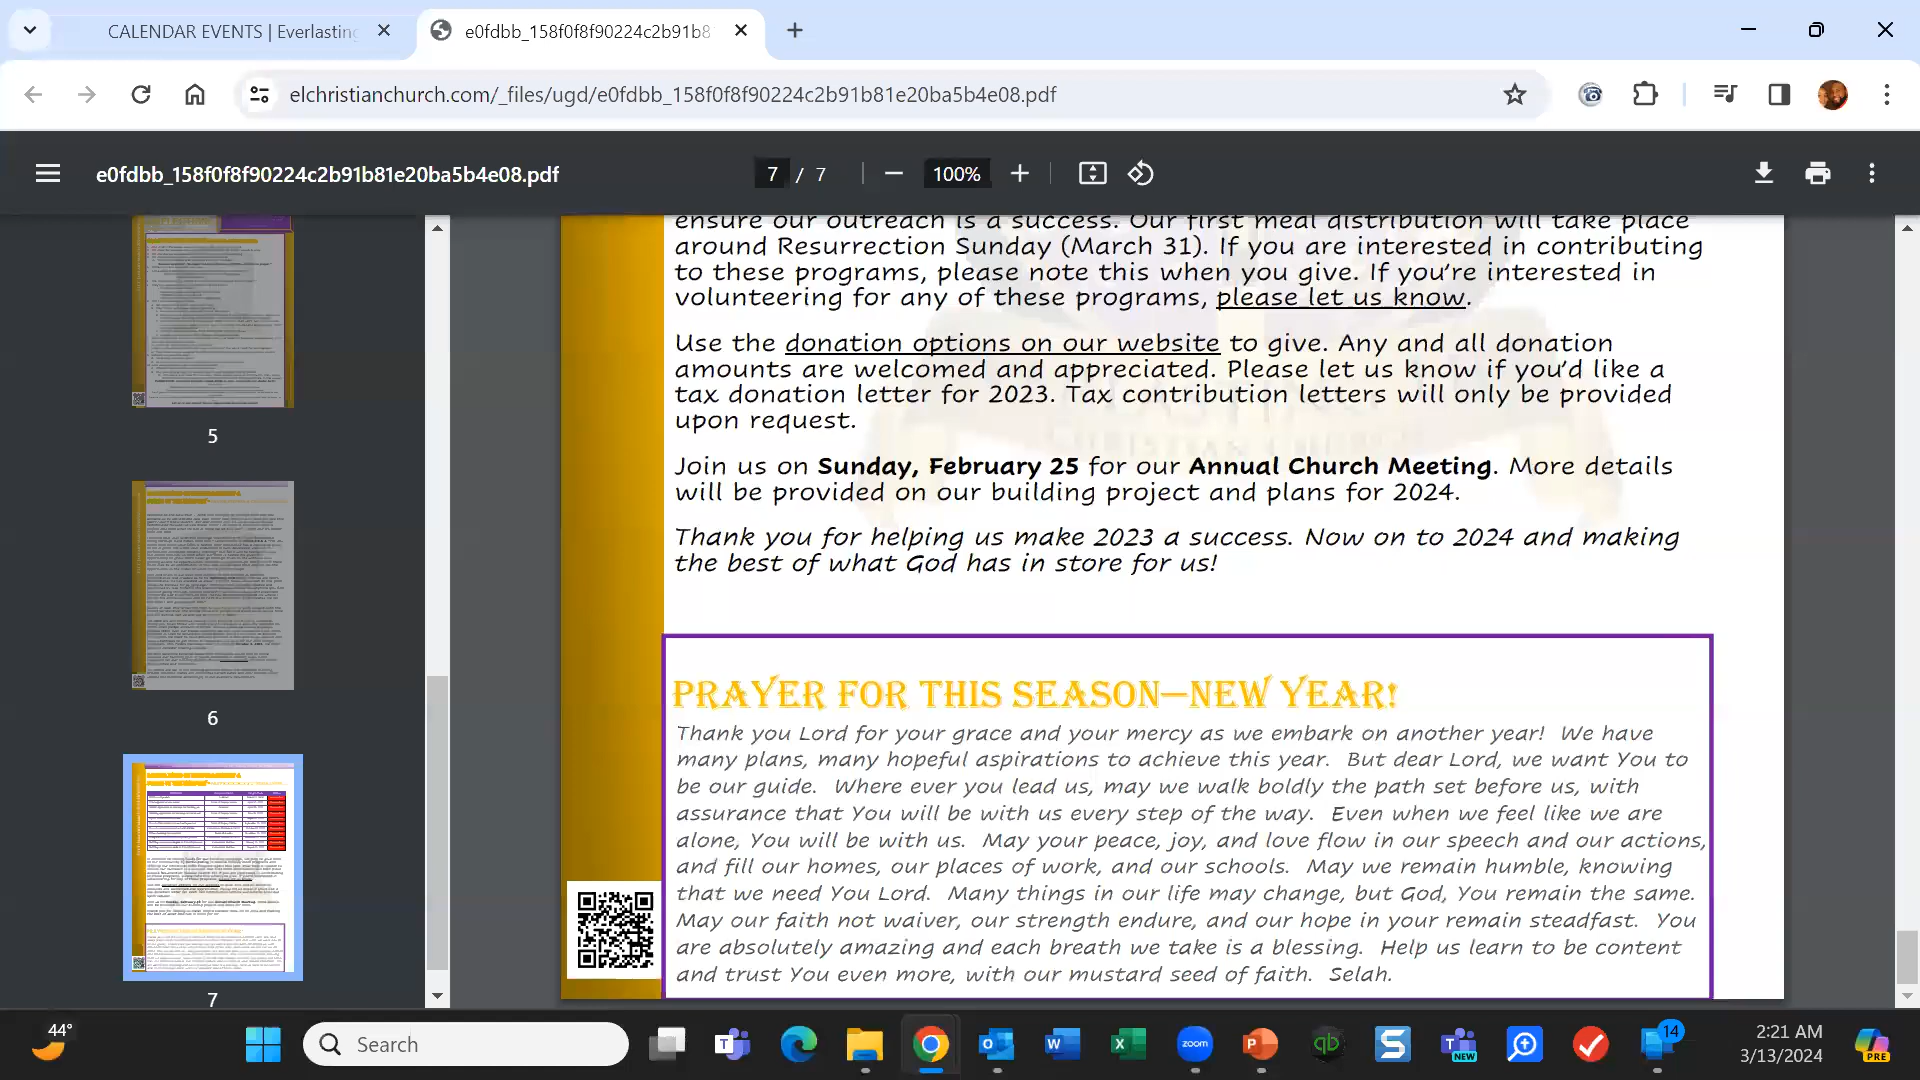 CALENDAR EVENTS | Everlasting
e0fdbb_158f0f8f90224c2b91b8
elchristianchurch.com/_files/ugd/e0fdbb_158f0f8f90224c2b91b81e20ba5b4e08.pdf
e0fdbb_158f0f8f90224c2b91b81e20ba5b4e08.pdf
7 / 7
100%
5
6
7
ensure our outreach is a success. Our first meal distribution will take place
around Resurrection Sunday (March 31). If you are interested in contributing
to these programs, please note this when you give. If you're interested in
volunteering for any of these programs, please let us know.
Use the donation options on our website to give. Any and all donation
amounts are welcomed and appreciated. Please let us know if you'd like a
tax donation letter for 2023. Tax contribution letters will only be provided
upon request.
Join us on Sunday, February 25 for our Annual Church Meeting. More details
will be provided on our building project and plans for 2024.
Thank you for helping us make 2023 a success. Now on to 2024 and making
the best of what God has in store for us!
PRAYER FOR THIS SEASON—NEW YEAR!
Thank you Lord for your grace and your mercy as we embark on another year! We have
many plans, many hopeful aspirations to achieve this year. But dear Lord, we want You to
be our guide. Where ever you lead us, may we walk boldly the path set before us, with
assurance that You will be with us every step of the way. Even when we feel like we are
alone, You will be with us. May your peace, joy, and love flow in our speech and our actions,
and fill our homes, our places of work, and our schools. May we remain humble, knowing
that we need You Lord. Many things in our life may change, but God, You remain the same.
May our faith not waiver, our strength endure, and our hope in your remain steadfast. You
are absolutely amazing and each breath we take is a blessing. Help us learn to be content
and trust You even more, with our mustard seed of faith. Selah.
44°
Search
zoom
NEW
14
2:21 AM
3/13/2024
PRE